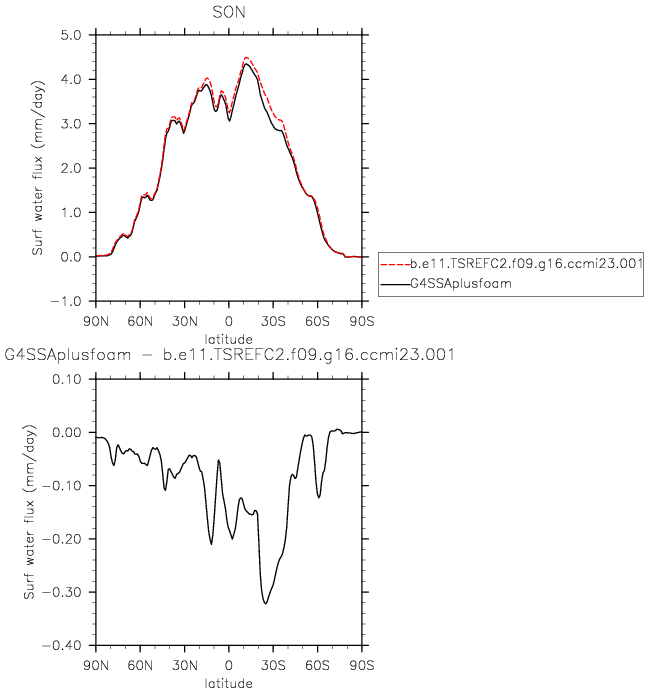 SON
5.0
4.0
3.0
2.0
1.0
0.0
−1.0
Surf water flux (mm/day)
90N 60N 30N 0 30S 60S 90S
latitude
b.e11.TSREFC2.f09.g16.ccmi23.001
G4SSAplusfoam
G4SSAplusfoam − b.e11.TSREFC2.f09.g16.ccmi23.001
0.10
0.00
−0.10
−0.20
−0.30
−0.40
Surf water flux (mm/day)
90N 60N 30N 0 30S 60S 90S
latitude